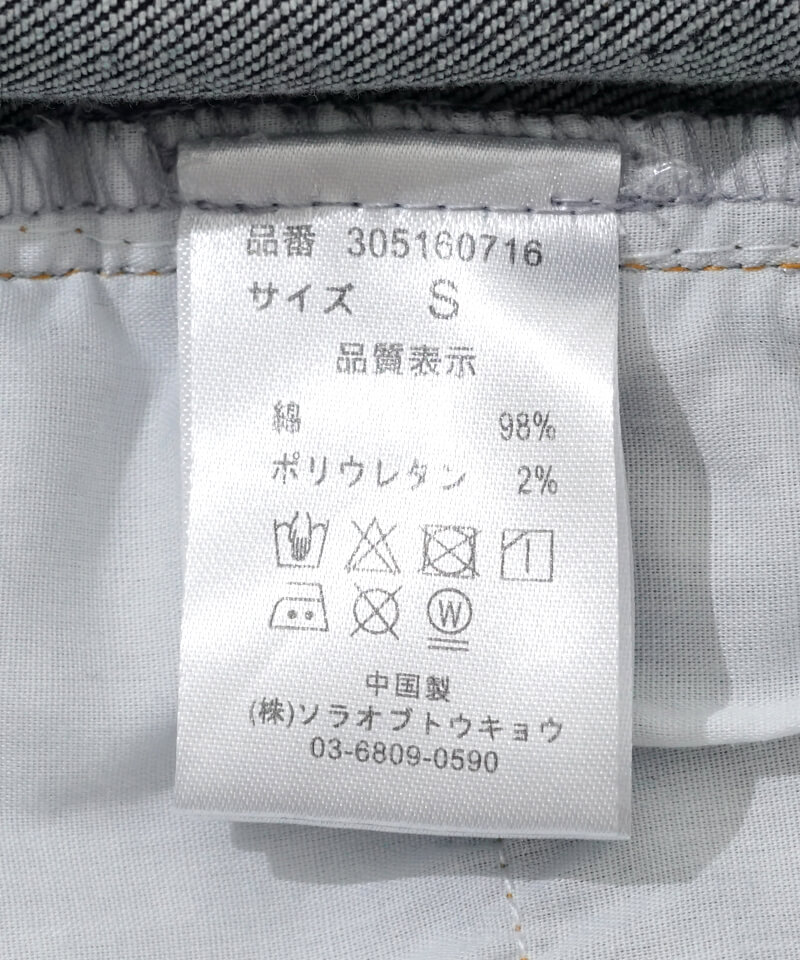 品番 305160716
サイズ S
品質表示
綿 98%
ポリウレタン 2%
W
中国製
(株)ソラオブトウキョウ
03-6809-0590